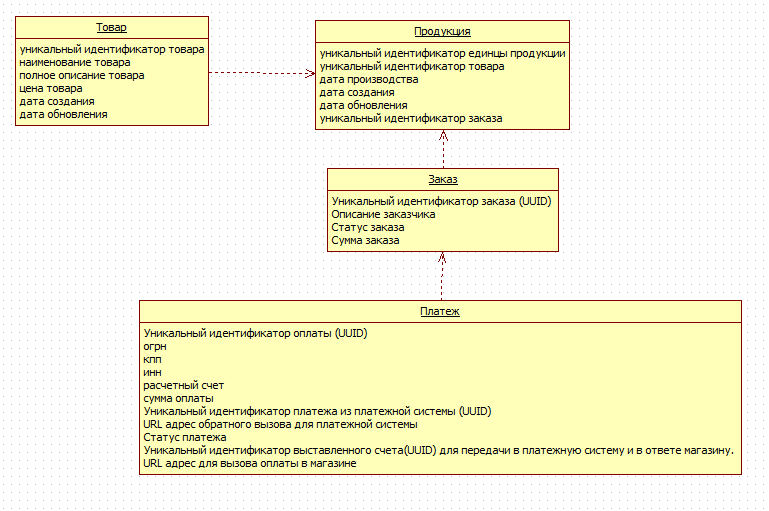 Товар
уникальный идентификатор товара
наименование товара
полное описание товара
цена товара
дата создания
дата обновления
Продукция
уникальный идентификатор единцы продукции
уникальный идентификатор товара
дата производства
дата создания
дата обновления
уникальный идентификатор заказа
Заказ
Уникальный идентификатор заказа (UUID)
Описание заказчика
Статус заказа
Сумма заказа
Платеж
Уникальный идентификатор оплаты (UUID)
огрн
кпп
инн
расчетный счет
сумма оплаты
Уникальный идентификатор платежа из платежной системы (UUID)
URL адрес обратного вызова для платежной системы
Статус платежа
Уникальный идентификатор выставленного счета(UUID) для передачи в платежную систему и в ответе магазину.
URL адрес для вызова оплаты в магазине